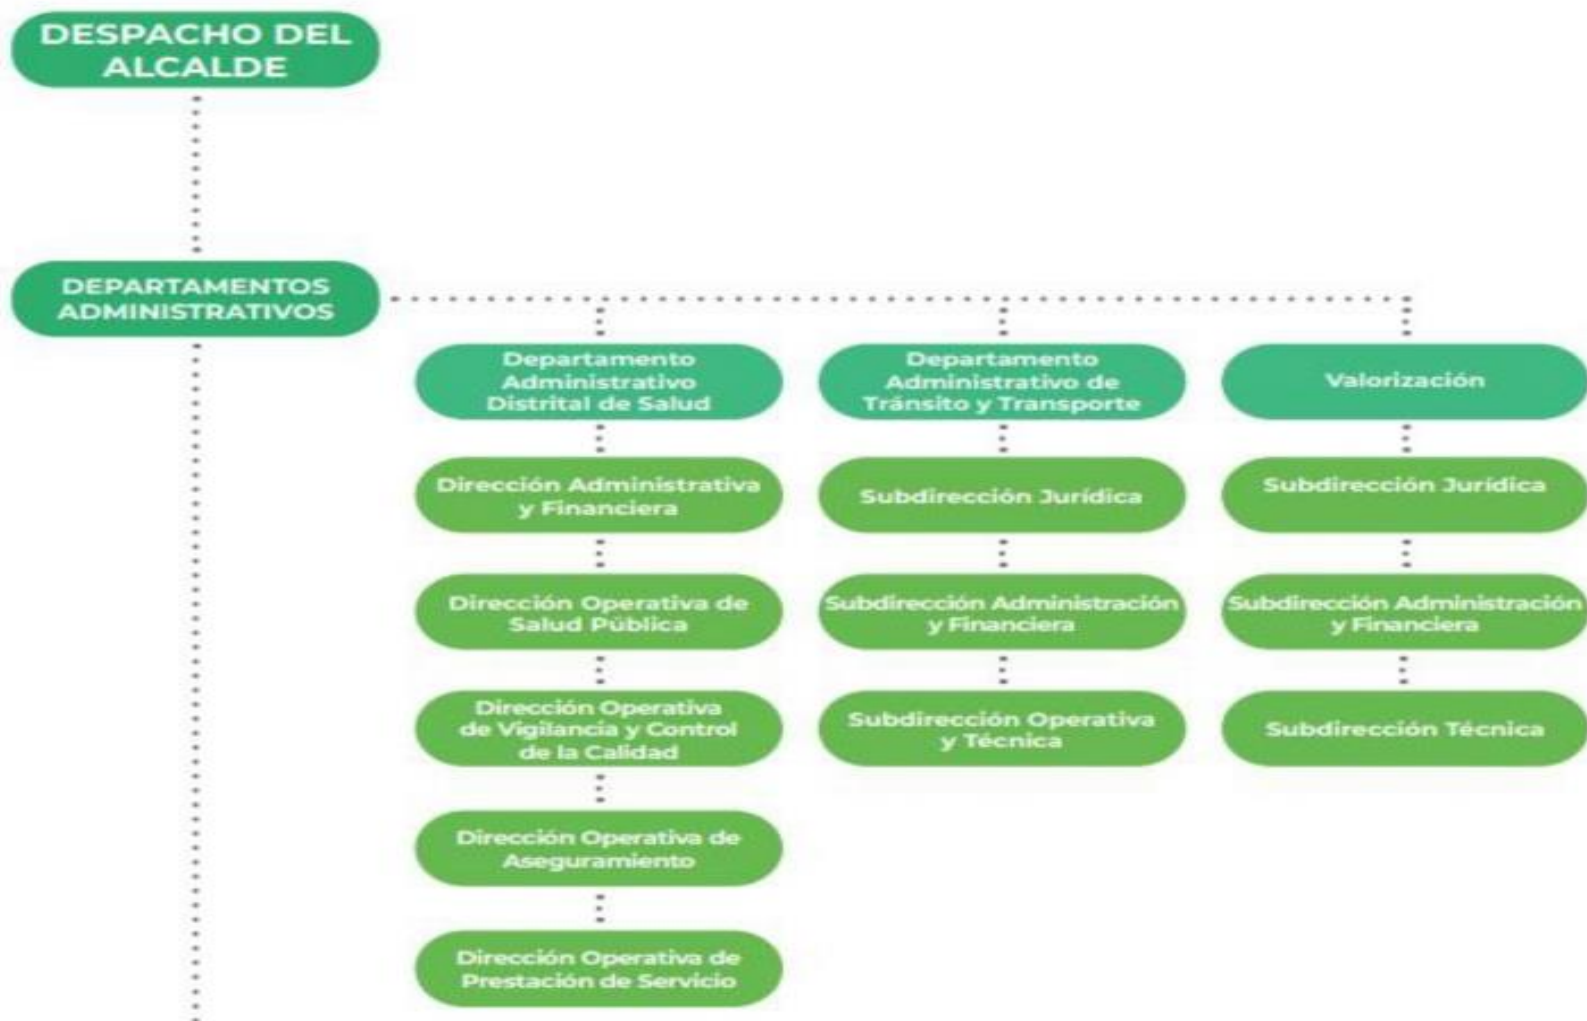 DESPACHO DEL
ALCALDE
DEPARTAMENTOS
ADMINISTRATIVOS
Departamento
Administrativo
Distrital de Salud
Dirección Administrativa
y Financiera
Dirección Operativa de
Salud Pública
Dirección Operativa
de Vigilancia y Control
de la Calidad
Dirección Operativa de
Aseguramiento
Dirección Operativa de
Prestación de Servicio
Departamento
Administrativo de
Tránsito y Transporte
Subdirección Jurídica
Subdirección Administración
y Financiera
Subdirección Operativa
y Técnica
Valorización
Subdirección Jurídica
Subdirección Administración
y Financiera
Subdirección Técnica